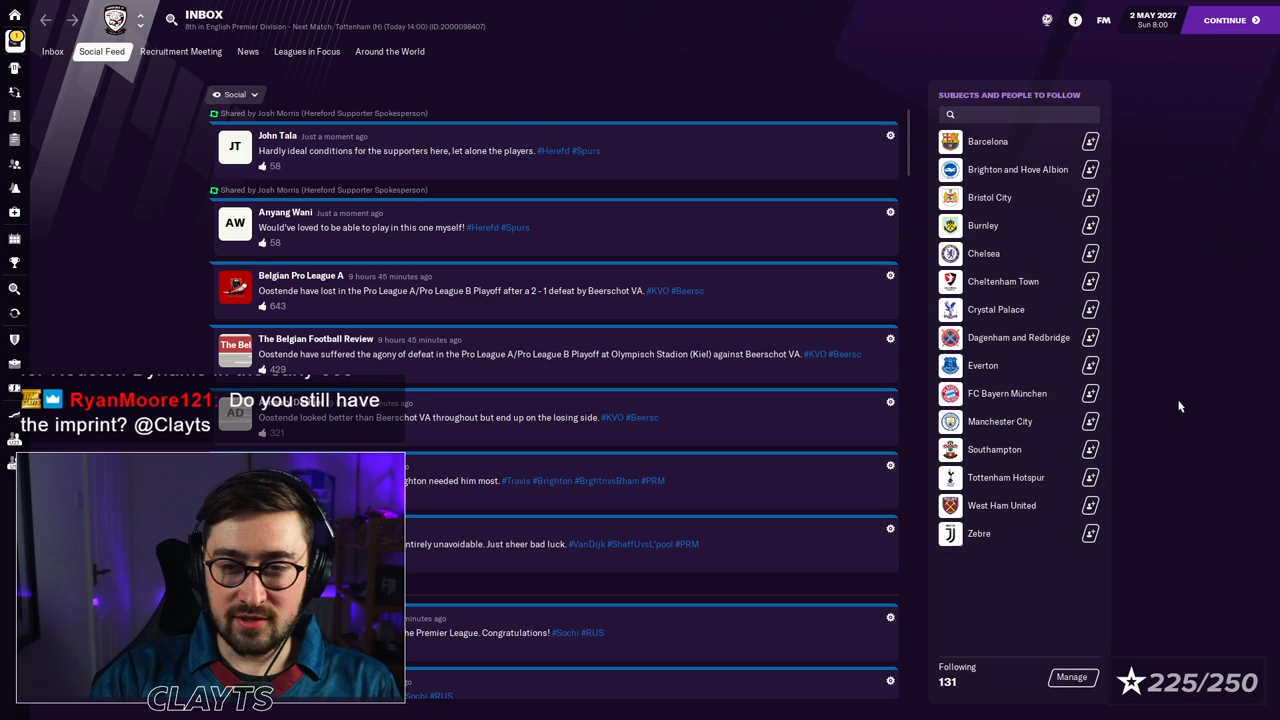 INBOX
8th in English Premier Division - Next Match: Tottenham (H) (Today 14:00) (ID:2000098407)
FM
2 MAY 2027
Sun 8:00
CONTINUE
1
Inbox
Social Feed
Recruitment Meeting
News
Leagues in Focus
Around the World
Social
Shared by Josh Morris (Hereford Supporter Spokesperson)
JT
John Tala Just a moment ago
Hardly ideal conditions for the supporters here, let alone the players. #Herefd #Spurs
58
Shared by Josh Morris (Hereford Supporter Spokesperson)
AW
Anyang Wani Just a moment ago
Would've loved to be able to play in this one myself! #Herefd #Spurs
58
Belgian Pro League A 9 hours 45 minutes ago
Oostende have lost in the Pro League A/Pro League B Playoff after a 2 - 1 defeat by Beerschot VA. #KVO #Beersc
643
The Bel
The Belgian Football Review 9 hours 45 minutes ago
Oostende have suffered the agony of defeat in the Pro League A/Pro League B Playoff at Olympisch Stadion (Kiel) against Beerschot VA. #KVO #Beersc
429
RyanMoore121: Do you still have
the imprint? @Clayts
AD
Oostende looked better than Beerschot VA throughout but end up on the losing side. #KVO #Beersc
321
needed him most. #Travis #Brighton #BrghtnvsBham #PRM
entirely unavoidable. Just sheer bad luck. #VanDijk #SheffUvsL'pool #PRM
minutes ago
the Premier League. Congratulations! #Sochi #RUS
#RUS
SUBJECTS AND PEOPLE TO FOLLOW
Barcelona
Brighton and Hove Albion
Bristol City
Burnley
Chelsea
Cheltenham Town
Crystal Palace
Dagenham and Redbridge
Everton
FC Bayern München
Manchester City
Southampton
Tottenham Hotspur
West Ham United
Zebre
Following
131
Manage
225/250
CLAYTS